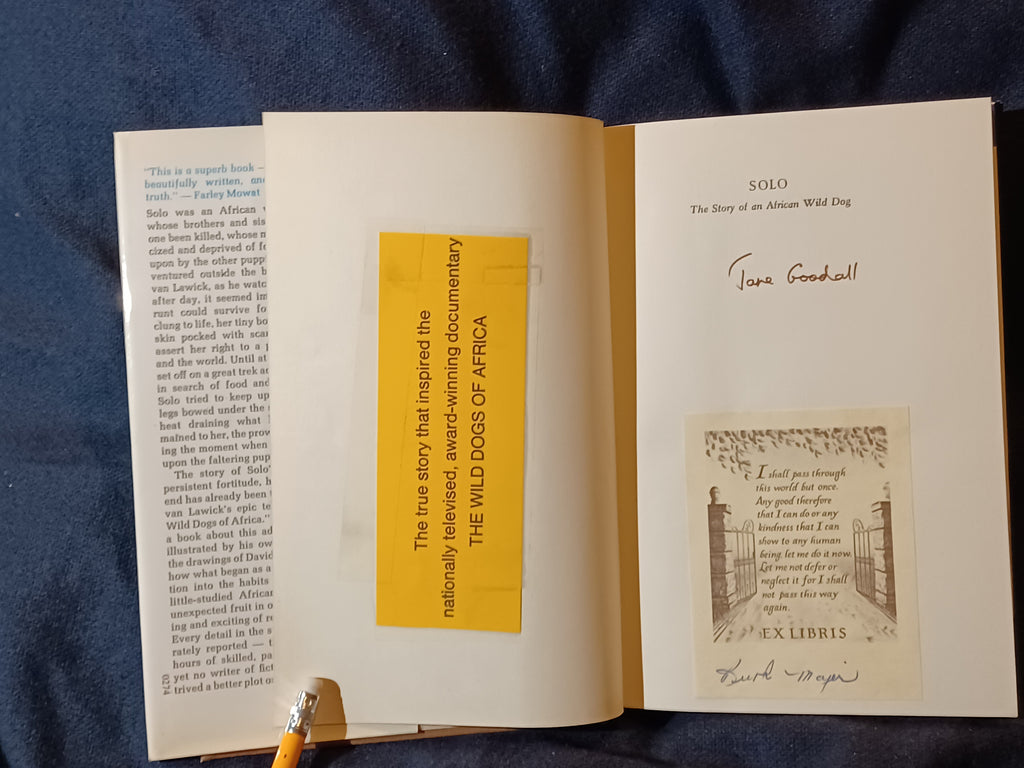 "This is a superb book —
beautifully written, and
truth." — Farley Mowat
Solo was an African
whose brothers and sis
one been killed, whose m
cized and deprived of fo
upon by the other pupp
ventured outside the b
van Lawick, as he watc
after day, it seemed im
runt could survive fo
clung to life, her tiny bo
skin pocked with sca
assert her right to a
and the world. Until at
set off on a great trek a
in search of food and
Solo tried to keep up
legs bowed under the
heat draining what
mained to her, the prow
ing the moment when
upon the faltering pup
The story of Solo'
persistent fortitude, h
end has already been
van Lawick's epic te
Wild Dogs of Africa."
a book about this ad
illustrated by his ow
the drawings of David
how what began as a
tion into the habits
little-studied African
unexpected fruit in o
ing and exciting of re
Every detail in the s
rately reported — t
hours of skilled, pa
yet no writer of fict
trived a better plot o
0274
The true story that inspired the
nationally televised, award-winning documentary
THE WILD DOGS OF AFRICA
SOLO
The Story of an African Wild Dog
Jane Goodall
I shall pass through
this world but once.
Any good therefore
that I can do or any
kindness that I can
show to any human
being, let me do it now.
Let me not defer or
neglect it for I shall
not pass this way
again.
EX LIBRIS